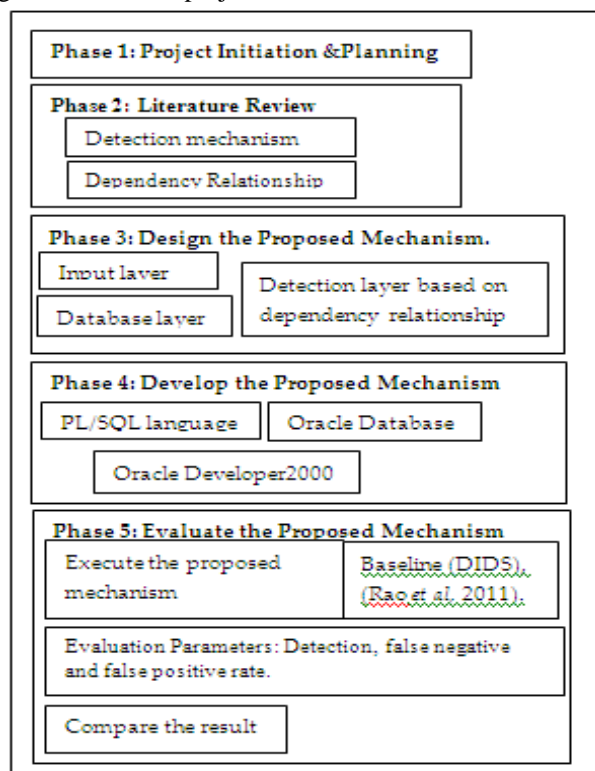 Phase 1: Project Initiation &Planning
Phase 2: Literature Review
Detection mechanism
Dependency Relationship
Phase 3: Design the Proposed Mechanism.
Input layer
Database layer
Detection layer based on
dependency relationship
Phase 4: Develop the Proposed Mechanism
PL/SQL language
Oracle Database
Oracle Developer2000
Phase 5: Evaluate the Proposed Mechanism
Execute the proposed
mechanism
Baseline (DIDS),
(Rao et al, 2011).
Evaluation Parameters: Detection, false negative
and false positive rate.
Compare the result